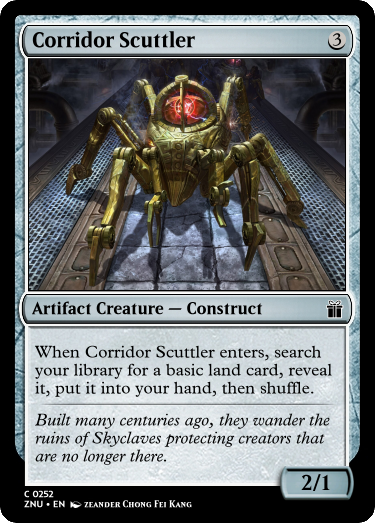 Corridor Scuttler 3
Artifact Creature — Construct
When Corridor Scuttler enters, search
your library for a basic land card, reveal
it, put it into your hand, then shuffle.
Built many centuries ago, they wander the
ruins of Skyclaves protecting creators that
are no longer there.
2/1
C 0252
ZNU • EN ZEANDER CHONG FEI KANG